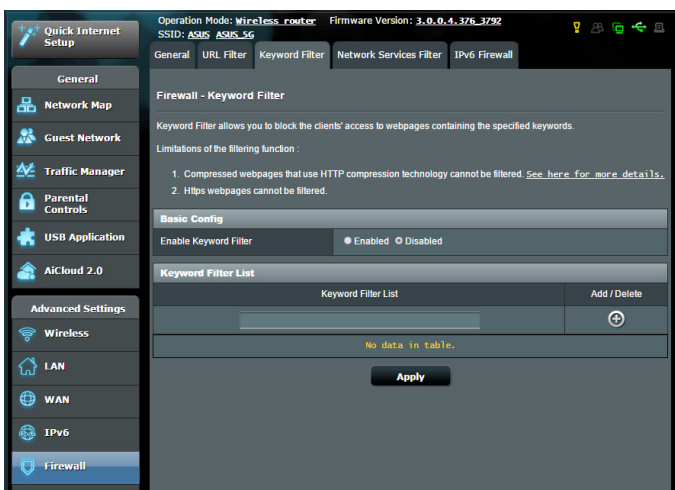 Quick Internet
Setup
Operation Mode: Wireless router Firmware Version: 3.0.0.4.376_3792
SSID: ASUS ASUS_5G
General URL Filter Keyword Filter Network Services Filter IPv6 Firewall
General
Network Map
Guest Network
Traffic Manager
Parental
Controls
USB Application
AiCloud 2.0
Advanced Settings
Wireless
LAN
WAN
IPv6
Firewall
Firewall - Keyword Filter
Keyword Filter allows you to block the clients' access to webpages containing the specified keywords.
Limitations of the filtering function :
1. Compressed webpages that use HTTP compression technology cannot be filtered. See here for more details.
2. Https webpages cannot be filtered.
Basic Config
Enable Keyword Filter Enabled Disabled
Keyword Filter List
Keyword Filter List Add / Delete
No data in table.
Apply